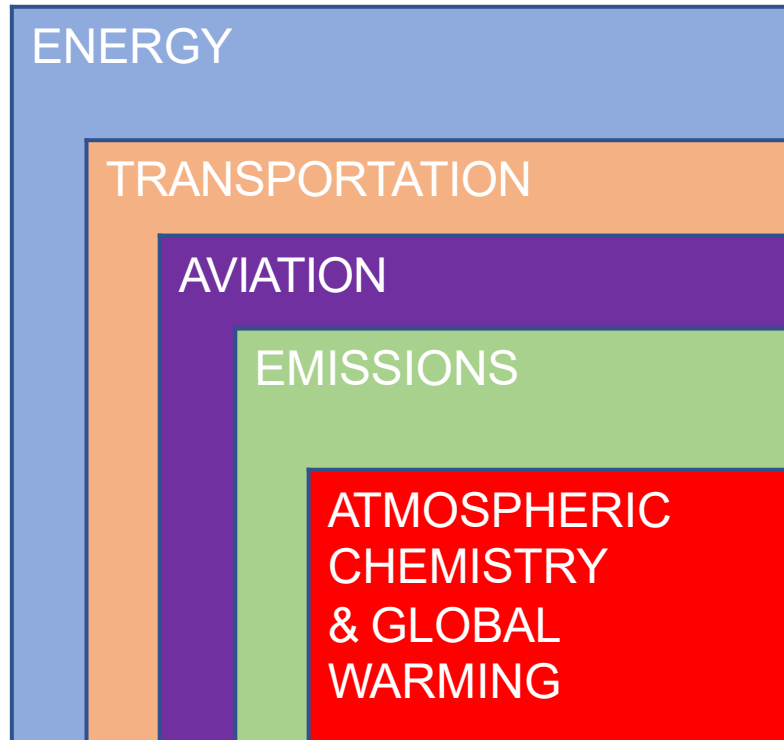 ENERGY
TRANSPORTATION
AVIATION
EMISSIONS
ATMOSPHERIC
CHEMISTRY
& GLOBAL
WARMING